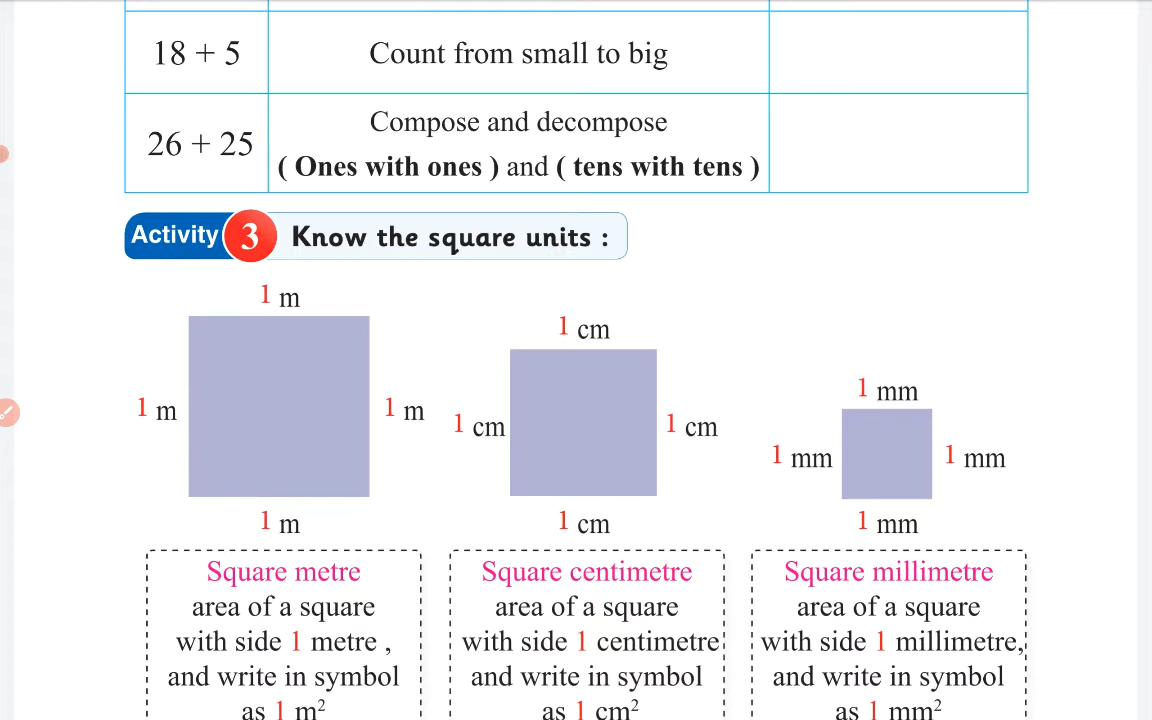 18 + 5
Count from small to big
26 + 25
Compose and decompose
( Ones with ones ) and ( tens with tens )
Activity 3 Know the square units :
1 m
1 m
1 m
1 m
1 cm
1 cm
1 cm
1 cm
1 mm
1 mm
1 mm
1 mm
Square metre
area of a square
with side 1 metre ,
and write in symbol
as 1 m²
Square centimetre
area of a square
with side 1 centimetre
and write in symbol
as 1 cm²
Square millimetre
area of a square
with side 1 millimetre,
and write in symbol
as 1 mm²